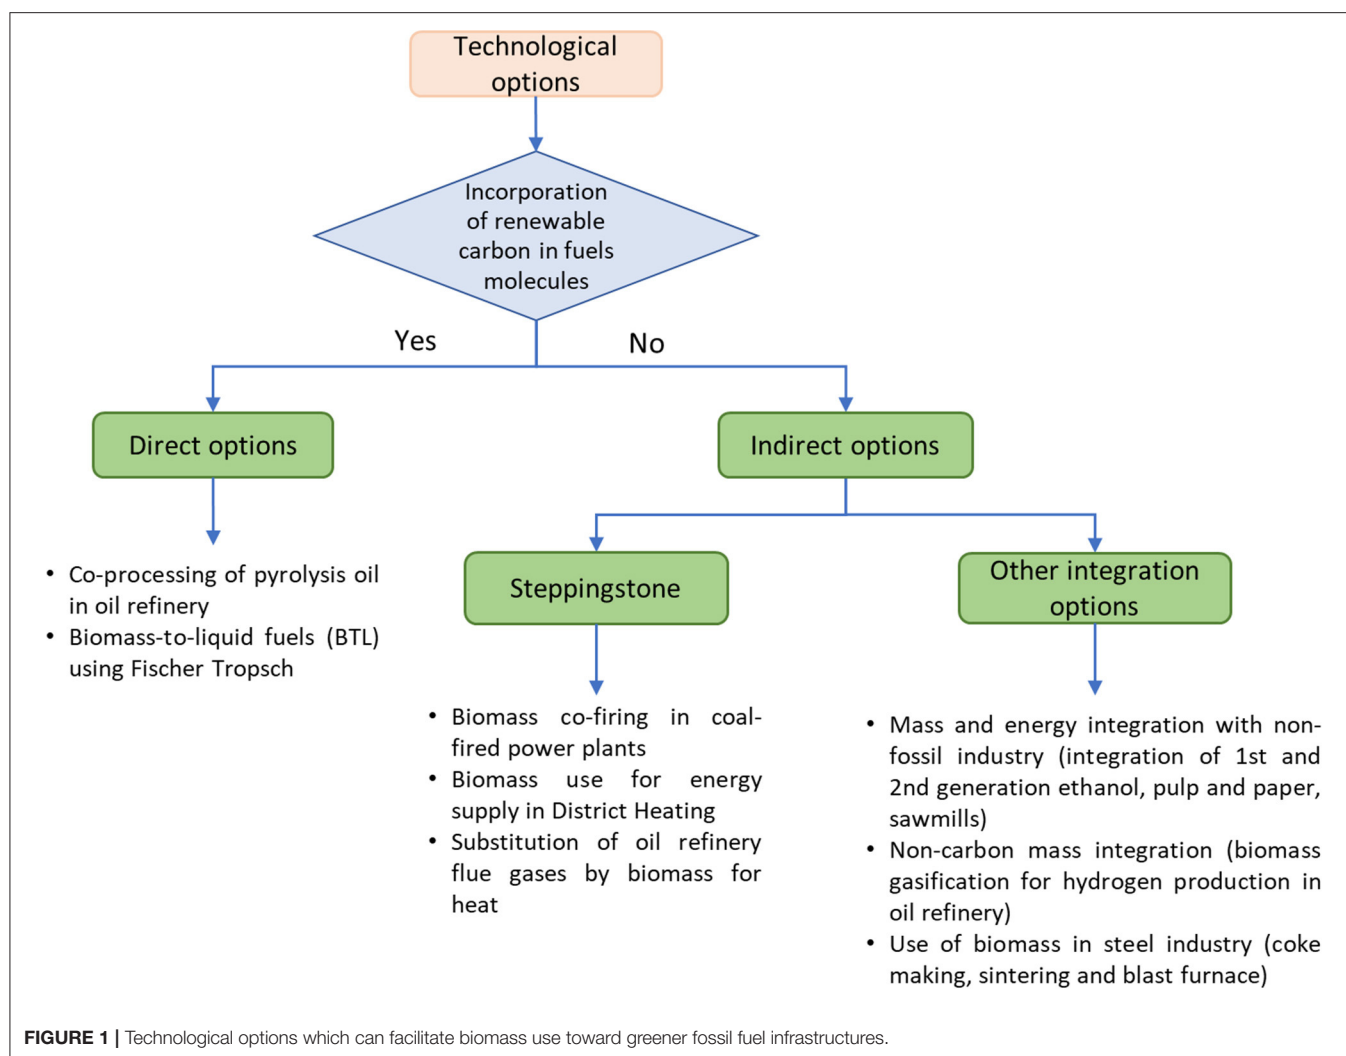 Technological
options
Incorporation
of renewable
carbon in fuels
molecules
Yes
No
Direct options
Indirect options
• Co-processing of pyrolysis oil
in oil refinery
• Biomass-to-liquid fuels (BTL)
using Fischer Tropsch
Steppingstone
Other integration
options
• Biomass co-firing in coal-
fired power plants
• Biomass use for energy
supply in District Heating
• Substitution of oil refinery
flue gases by biomass for
heat
• Mass and energy integration with non-
fossil industry (integration of 1st and
2nd generation ethanol, pulp and paper,
sawmills)
• Non-carbon mass integration (biomass
gasification for hydrogen production in
oil refinery)
• Use of biomass in steel industry (coke
making, sintering and blast furnace)
FIGURE 1 | Technological options which can facilitate biomass use toward greener fossil fuel infrastructures.